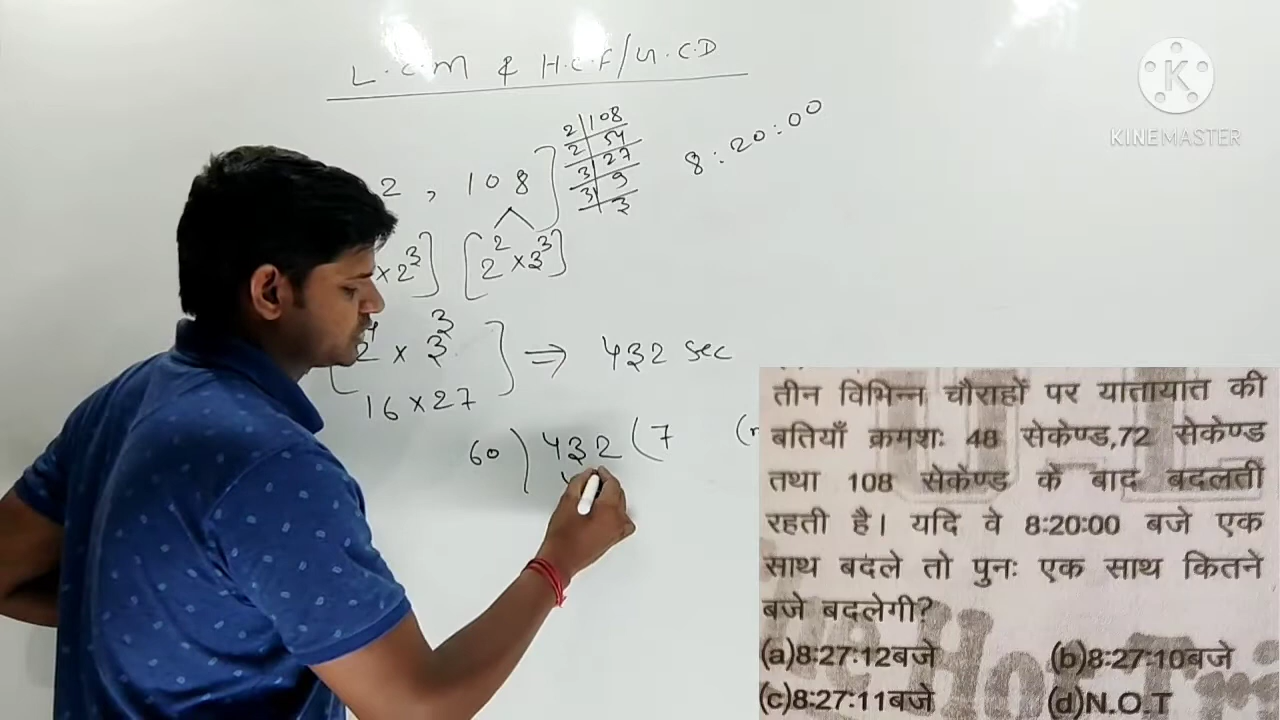 L.C.M & H.C.F/G.C.D
2, 108
2|108
2|54
3|27
3|9
3
8:20:00
×2³] [2²×3³]
2⁴ × 3³ ⇒ 432 sec
16×27
60) 432 (7
KINEMASTER
तीन विभिन्न चौराहों पर यातायात की
बतियाँ क्रमशः 48 सेकेण्ड,72 सेकेण्ड
तथा 108 सेकेण्ड के बाद बदलती
रहती है। यदि वे 8:20:00 बजे एक
साथ बदले तो पुनः एक साथ कितने
बजे बदलेगी?
(a)8:27:12बजे (b)8:27:10बजे
(c)8:27:11बजे (d)N.O.T